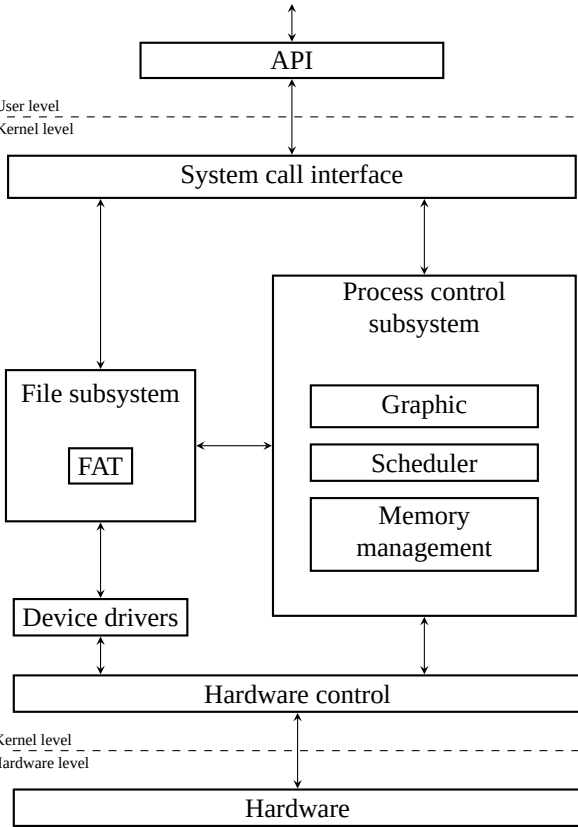 API
User level
Kernel level
System call interface
Process control
subsystem
File subsystem
Graphic
FAT
Scheduler
Memory
management
Device drivers
Hardware control
Kernel level
Hardware level
Hardware